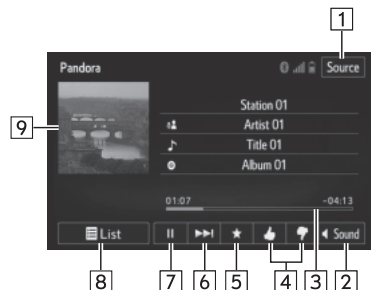 1
Pandora
Source
Station 01
9
Artist 01
Title 01
Album 01
01:07
-04:13
List
Sound
8
7
6
5
4
3
2